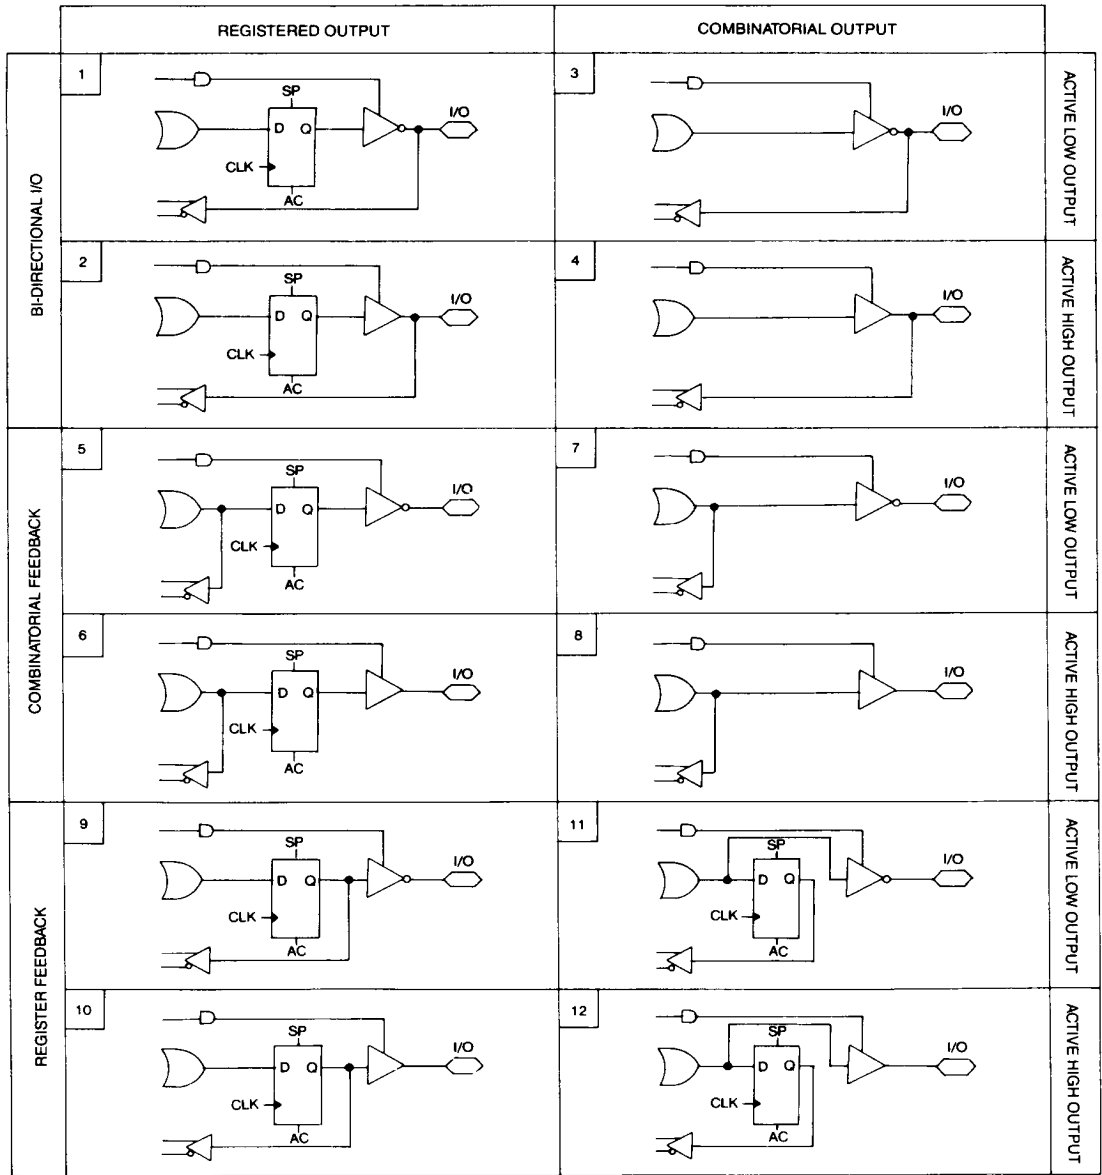 REGISTERED OUTPUT
COMBINATORIAL OUTPUT
BI-DIRECTIONAL I/O
1
SP
D Q
CLK
AC
I/O
3
I/O
ACTIVE LOW OUTPUT
2
SP
D Q
CLK
AC
I/O
4
I/O
ACTIVE HIGH OUTPUT
COMBINATORIAL FEEDBACK
5
SP
D Q
CLK
AC
I/O
7
I/O
ACTIVE LOW OUTPUT
6
SP
D Q
CLK
AC
I/O
8
I/O
ACTIVE HIGH OUTPUT
REGISTER FEEDBACK
9
SP
D Q
CLK
AC
I/O
11
SP
D Q
CLK
AC
I/O
ACTIVE LOW OUTPUT
10
SP
D Q
CLK
AC
I/O
12
SP
D Q
CLK
AC
I/O
ACTIVE HIGH OUTPUT